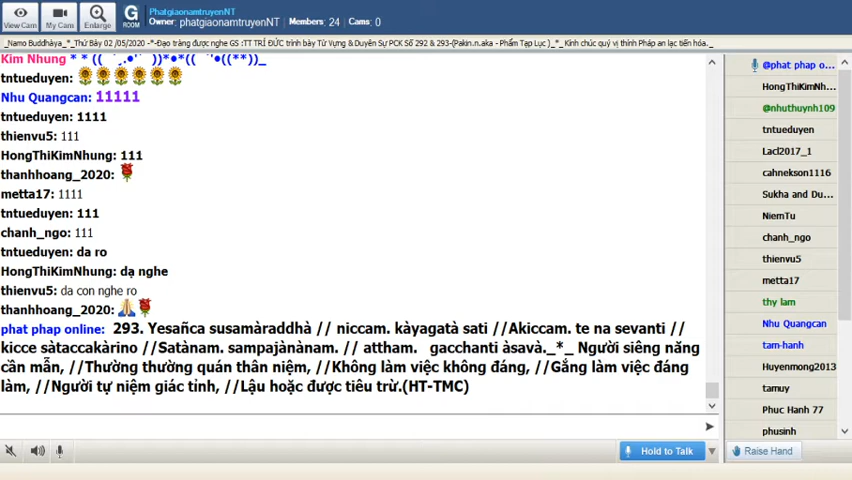 View Cam
My Cam
Enlarge
G
ROOM
PhatgiaonamtruyenNT
Owner: phatgiaonamtruyenNT Members: 24 Cams: 0
_Namo Buddhàya_*_Thứ Bảy 02 /05/2020 -*-Đạo tràng được nghe GS :TT TRÍ ĐỨC trình bày Từ Vựng & Duyên Sự PCK Số 292 & 293-(Pakin.n.aka - Phẩm Tạp Lục )_*_ Kính chúc quý vị thính Pháp an lạc tiến hóa._
tntueduyen:
Nhu Quangcan: 11111
tntueduyen: 1111
thienvu5: 111
HongThiKimNhung: 111
thanhhoang_2020:
metta17: 1111
tntueduyen: 111
chanh_ngo: 111
tntueduyen: da ro
HongThiKimNhung: dạ nghe
thienvu5: da con nghe ro
thanhhoang_2020:
phat phap online: 293. Yesañca susamàraddhà // niccam. kàyagatà sati //Akiccam. te na sevanti //
kicce sàtaccakàrino //Satànam. sampajànànam. // attham. gacchanti àsavà._*_ Người siêng năng
cần mẫn, //Thường thường quán thân niệm, //Không làm việc không đáng, //Gắng làm việc đáng
làm, //Người tự niệm giác tỉnh, //Lậu hoặc được tiêu trừ.(HT-TMC)
@phat phap o...
HongThiKimNh...
@nhuthuynh109
tntueduyen
Lacl2017_1
cahnekson1116
Sukha and Du...
NiemTu
chanh_ngo
thienvu5
metta17
thy lam
Nhu Quangcan
tam-hanh
Huyenmong2013
tamuy
Phuc Hanh 77
phusinh
Hold to Talk
Raise Hand